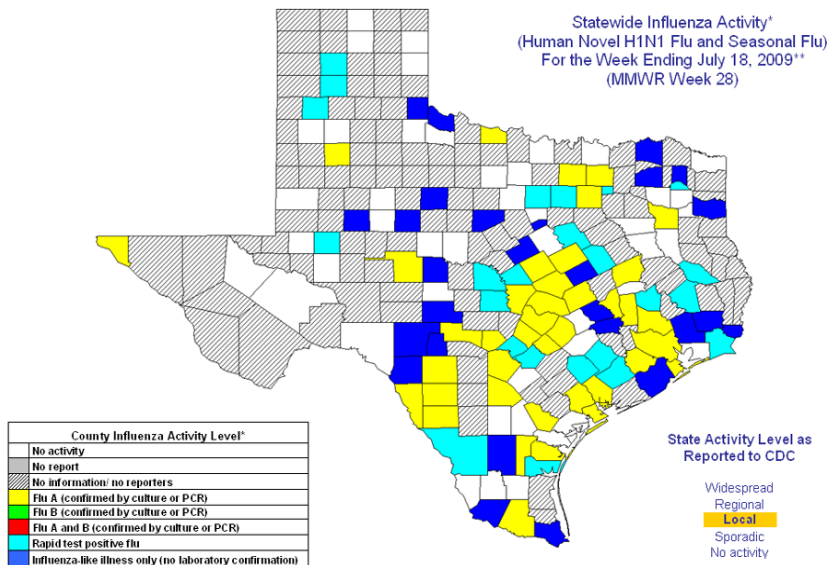 Statewide Influenza Activity*
(Human Novel H1N1 Flu and Seasonal Flu)
For the Week Ending July 18, 2009**
(MMWR Week 28)
County Influenza Activity Level*
No activity
No report
No information/ no reporters
Flu A (confirmed by culture or PCR)
Flu B (confirmed by culture or PCR)
Flu A and B (confirmed by culture or PCR)
Rapid test positive flu
Influenza-like illness only (no laboratory confirmation)
State Activity Level as
Reported to CDC
Widespread
Regional
Local
Sporadic
No activity